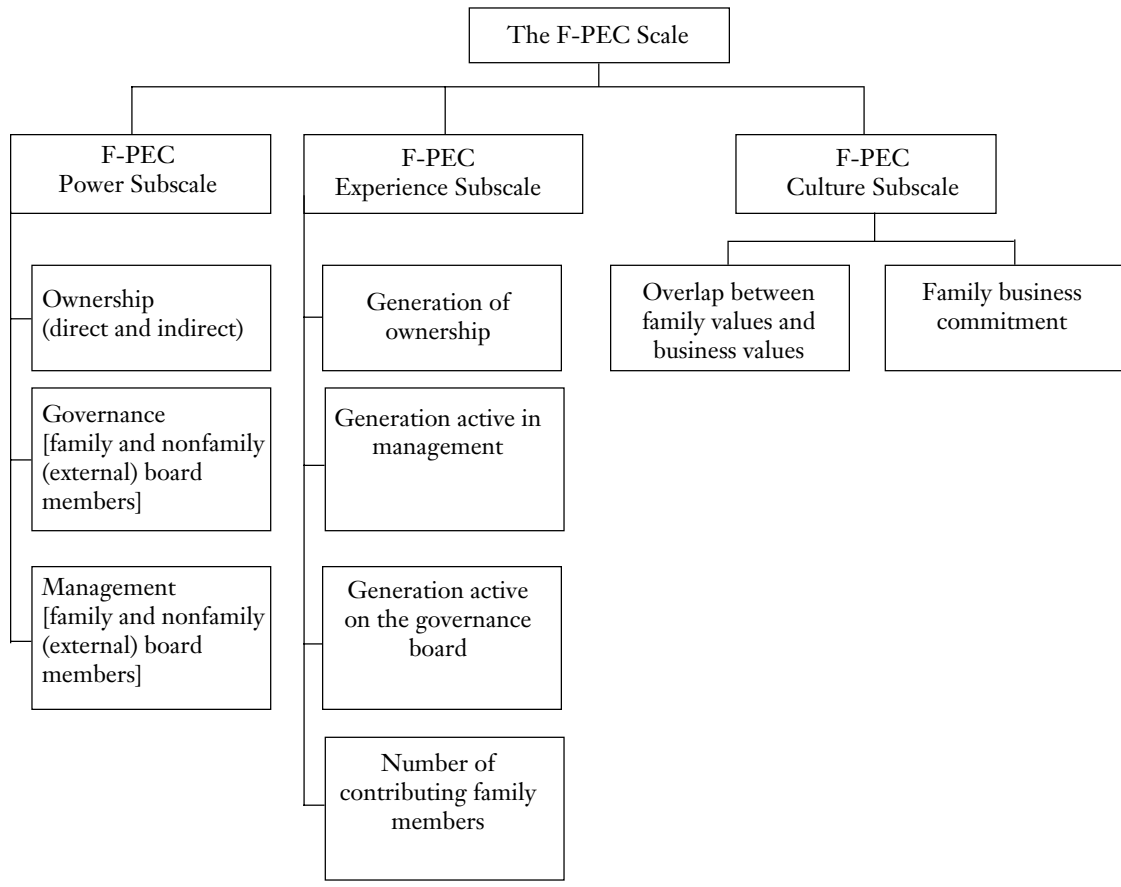 The F-PEC Scale
F-PEC
Power Subscale
F-PEC
Experience Subscale
F-PEC
Culture Subscale
Ownership
(direct and indirect)
Governance
[family and nonfamily
(external) board
members]
Management
[family and nonfamily
(external) board
members]
Generation of
ownership
Generation active in
management
Generation active
on the governance
board
Number of
contributing family
members
Overlap between
family values and
business values
Family business
commitment